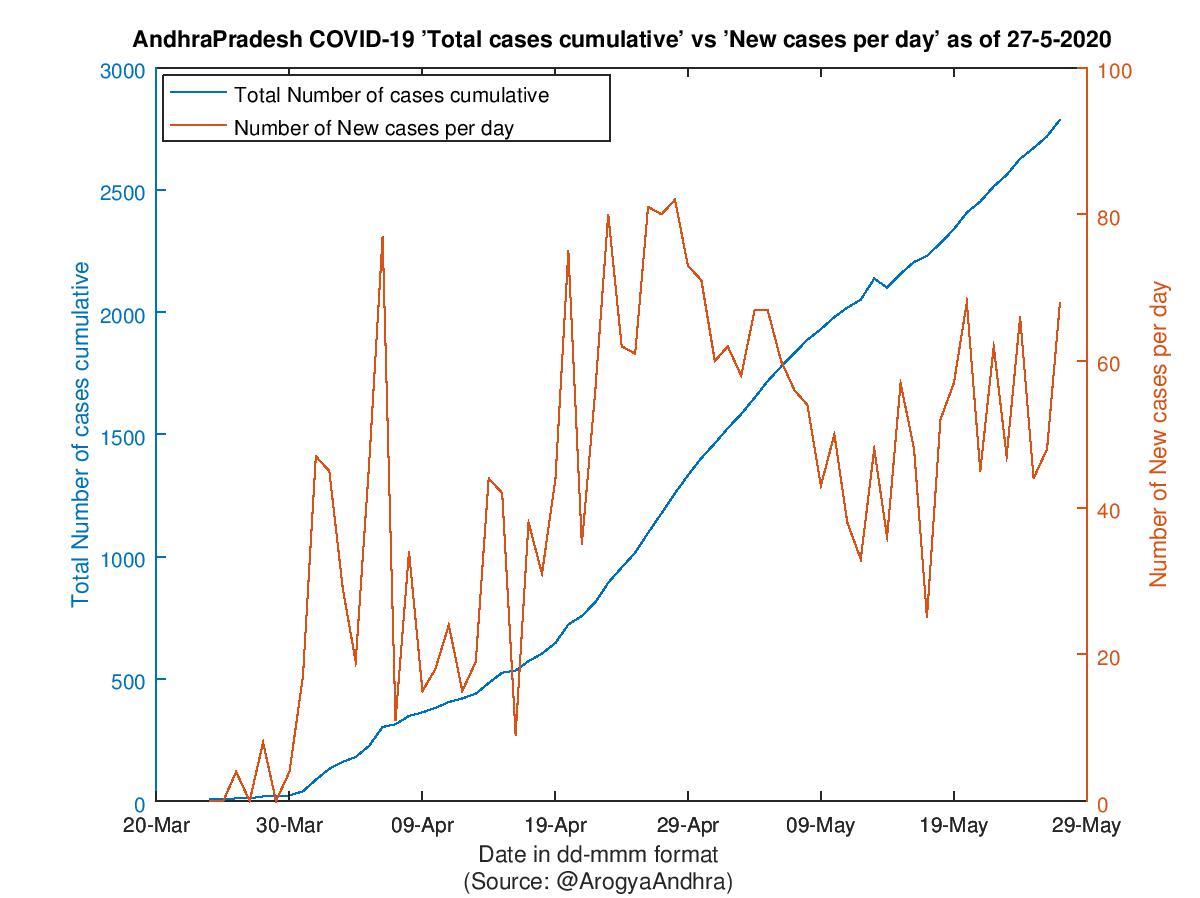 AndhraPradesh COVID-19 ’Total cases cumulative’ vs ’New cases per day’ as of 27-5-2020
3000
100
Total Number of cases cumulative
Number of New cases per day
2500
80
2000
60
1500
40
1000
20
500
0
0
Total Number of cases cumulative
Number of New cases per day
20-Mar 30-Mar 09-Apr 19-Apr 29-Apr 09-May 19-May 29-May
Date in dd-mmm format
(Source: @ArogyaAndhra)